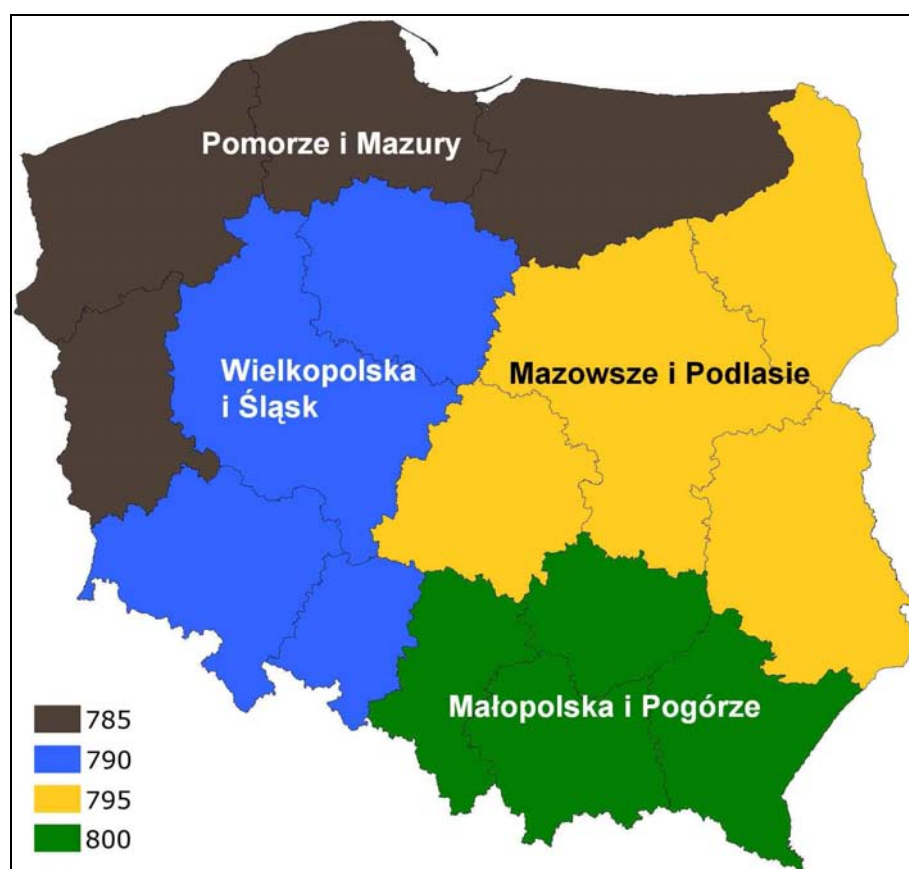 Pomorze i Mazury
Wielkopolska
i Śląsk
Mazowsze i Podlasie
Małopolska i Pogórze
785
790
795
800